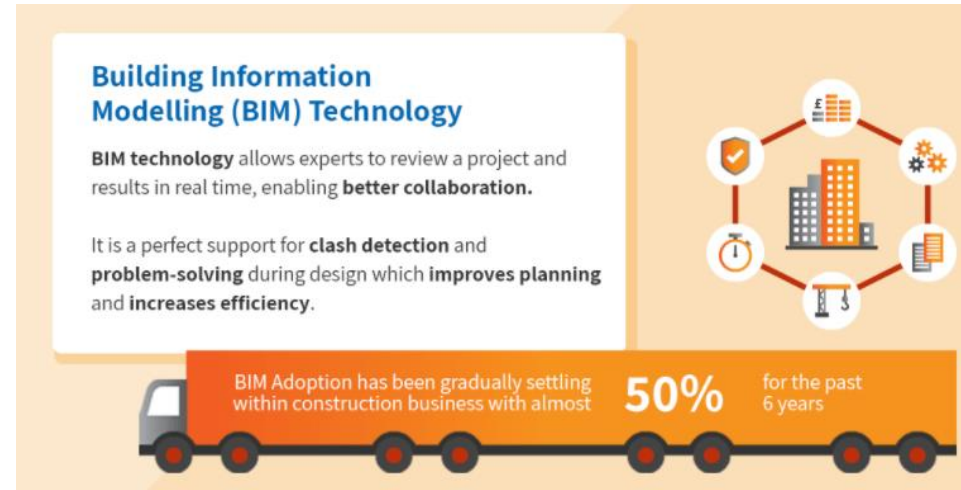 Building Information
Modelling (BIM) Technology
BIM technology allows experts to review a project and
results in real time, enabling better collaboration.
It is a perfect support for clash detection and
problem-solving during design which improves planning
and increases efficiency.
£
BIM Adoption has been gradually settling
within construction business with almost
50%
for the past
6 years